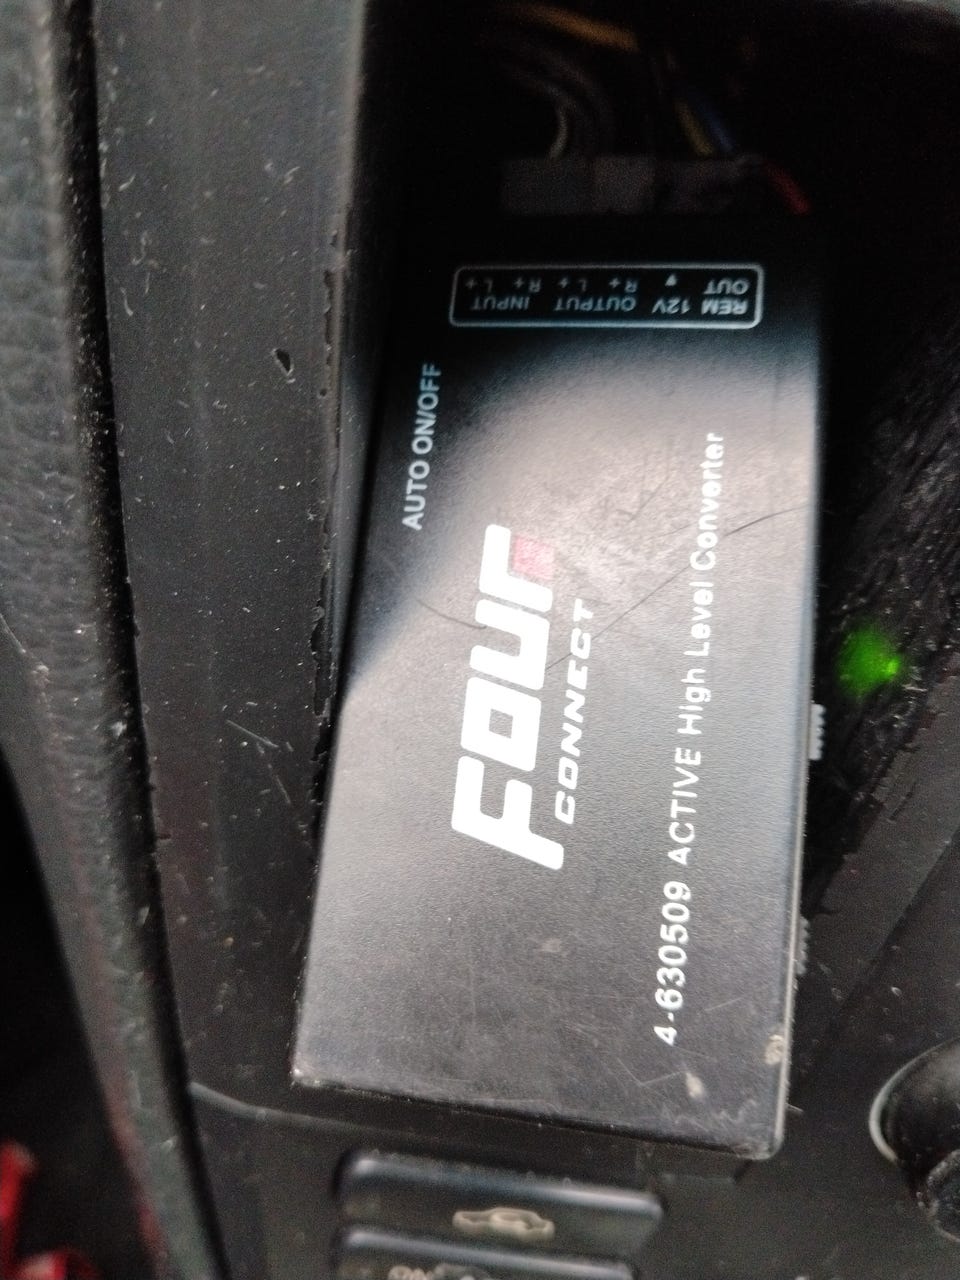 REM 12V OUTPUT INPUT
OUT ▲ R+ L+ R+ L+
AUTO ON/OFF
FOUR
CONNECT
4-630509 ACTIVE High Level Converter